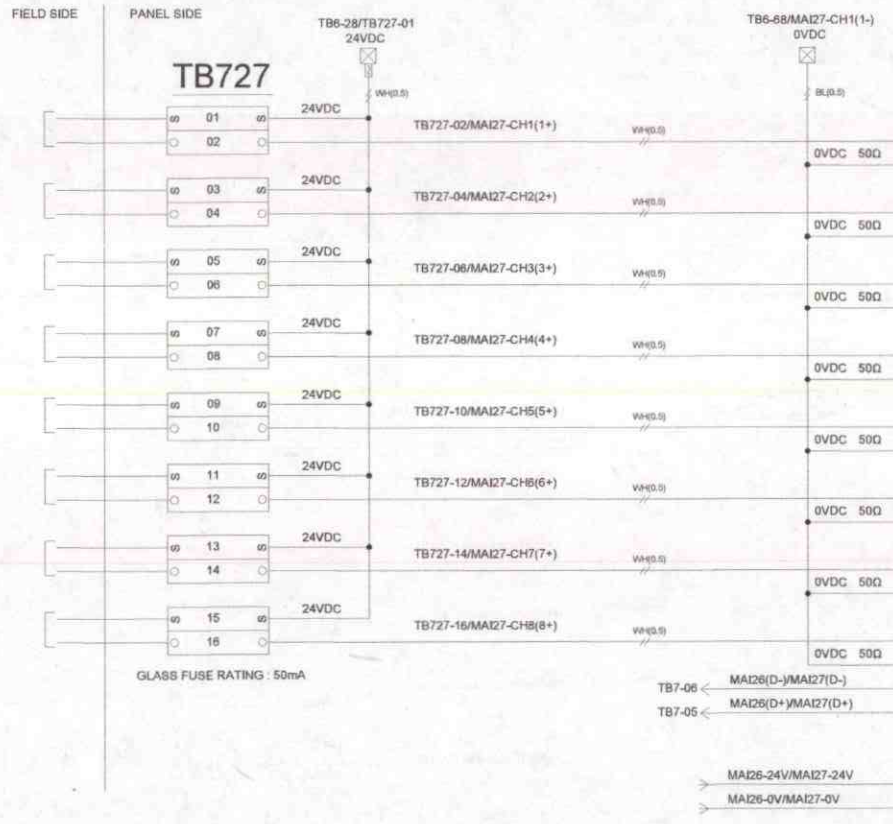 FIELD SIDE
PANEL SIDE
TB6-28/TB727-01
24VDC
TB6-68/MAI27-CH1(1-)
0VDC
TB727
WH(0.5)
BL(0.5)
S 01 S
24VDC
02
TB727-02/MAI27-CH1(1+)
WH(0.5)
0VDC 50Ω
S 03 S
24VDC
04
TB727-04/MAI27-CH2(2+)
WH(0.5)
0VDC 50Ω
S 05 S
24VDC
06
TB727-06/MAI27-CH3(3+)
WH(0.5)
0VDC 50Ω
S 07 S
24VDC
08
TB727-08/MAI27-CH4(4+)
WH(0.5)
0VDC 50Ω
S 09 S
24VDC
10
TB727-10/MAI27-CH5(5+)
WH(0.5)
0VDC 50Ω
S 11 S
24VDC
12
TB727-12/MAI27-CH6(6+)
WH(0.5)
0VDC 50Ω
S 13 S
24VDC
14
TB727-14/MAI27-CH7(7+)
WH(0.5)
0VDC 50Ω
S 15 S
24VDC
16
TB727-16/MAI27-CH8(8+)
WH(0.5)
0VDC 50Ω
GLASS FUSE RATING : 50mA
TB7-06
MAI26(D-)/MAI27(D-)
TB7-05
MAI26(D+)/MAI27(D+)
MAI26-24V/MAI27-24V
MAI26-0V/MAI27-0V